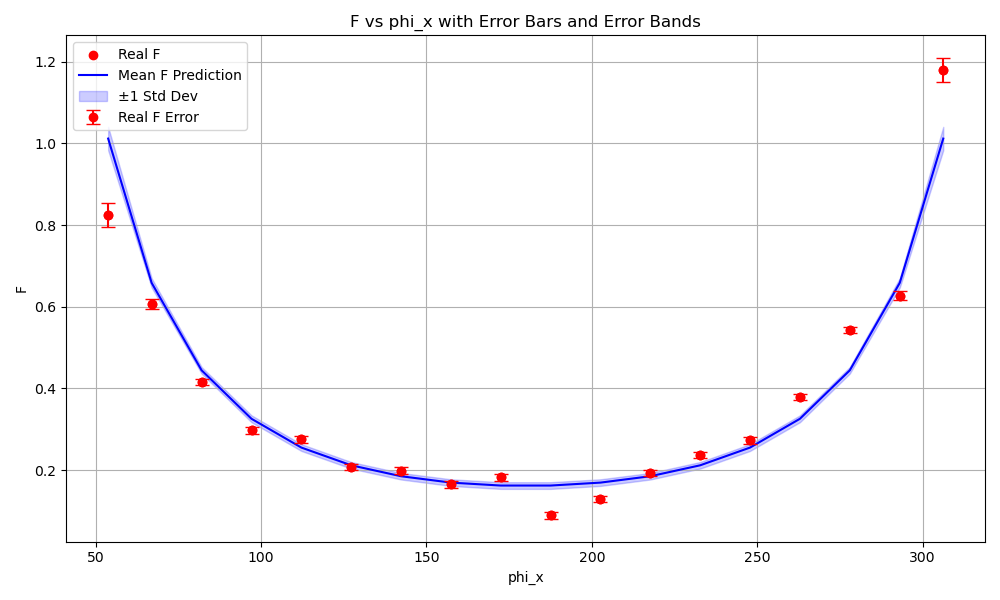 F vs phi_x with Error Bars and Error Bands
Real F
Mean F Prediction
±1 Std Dev
Real F Error
1.2
1.0
0.8
0.6
0.4
0.2
F
50
100
150
200
250
300
phi_x